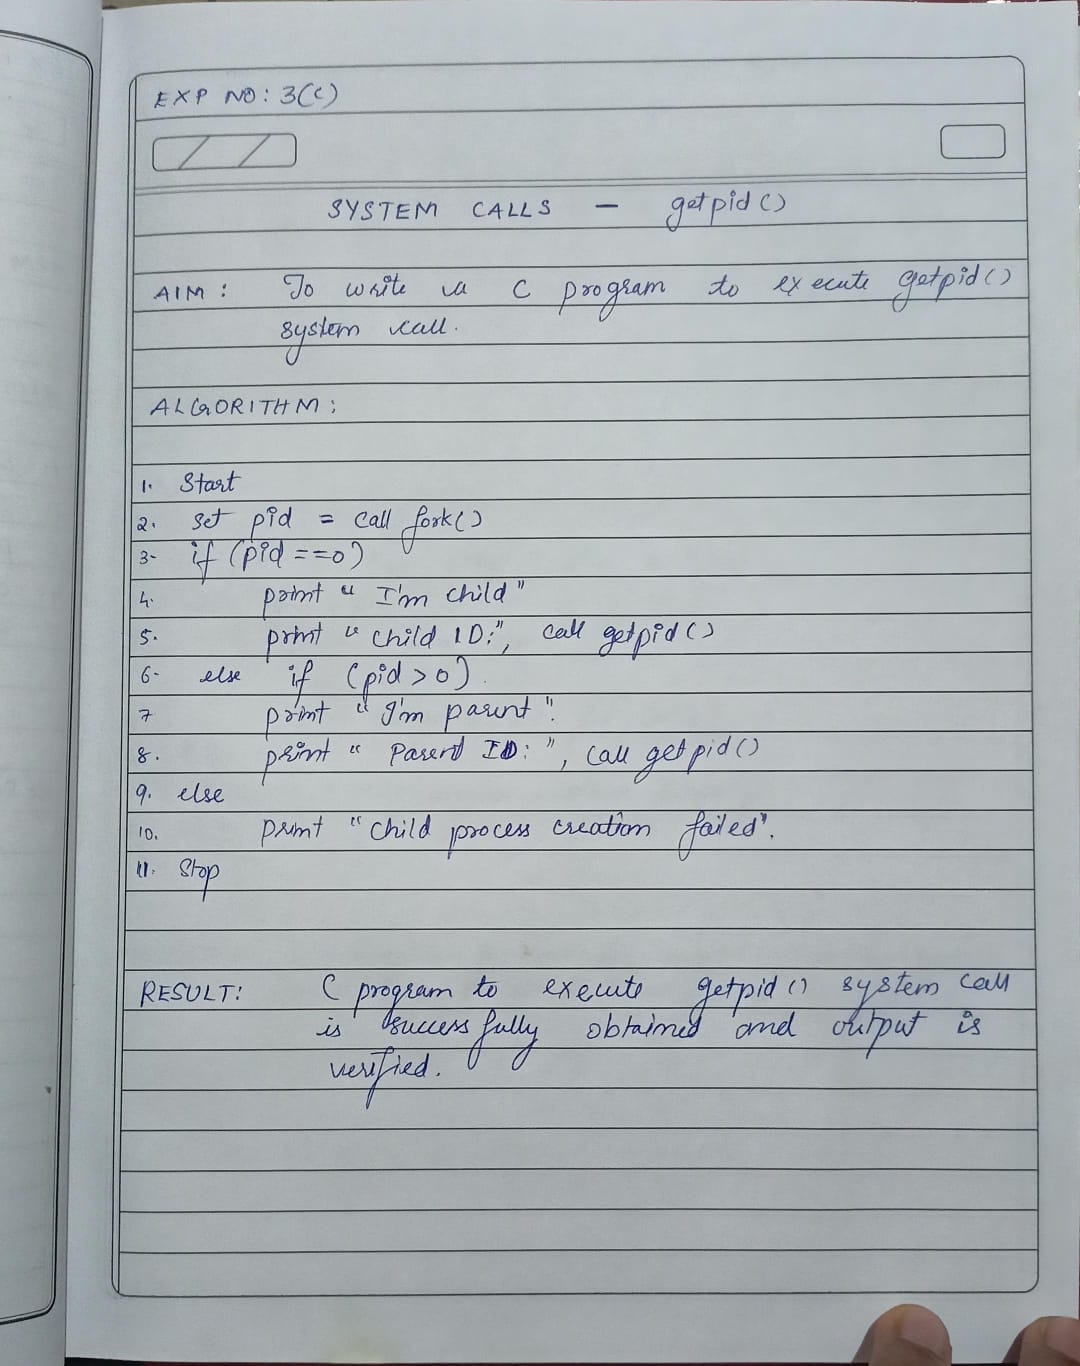 EXP NO: 3(c)
SYSTEM CALLS - getpid()
AIM: To write a C program to execute getpid()
system call.
ALGORITHM:
1. Start
2. set pid = call fork()
3- if (pid ==0)
4. print " I'm child"
5. print " child ID:", call getpid()
6- else if (pid > 0)
7 print " I'm parent".
8. print " Parent ID: ", call getpid()
9. else
10. print " child process creation failed".
11. Stop
RESULT: C program to execute getpid() system call
is successfully obtained and output is
verified.